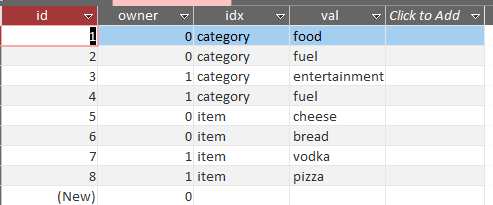 id owner idx val Click to Add
1 0 category food
2 0 category fuel
3 1 category entertainment
4 1 category fuel
5 0 item cheese
6 0 item bread
7 1 item vodka
8 1 item pizza
(New) 0